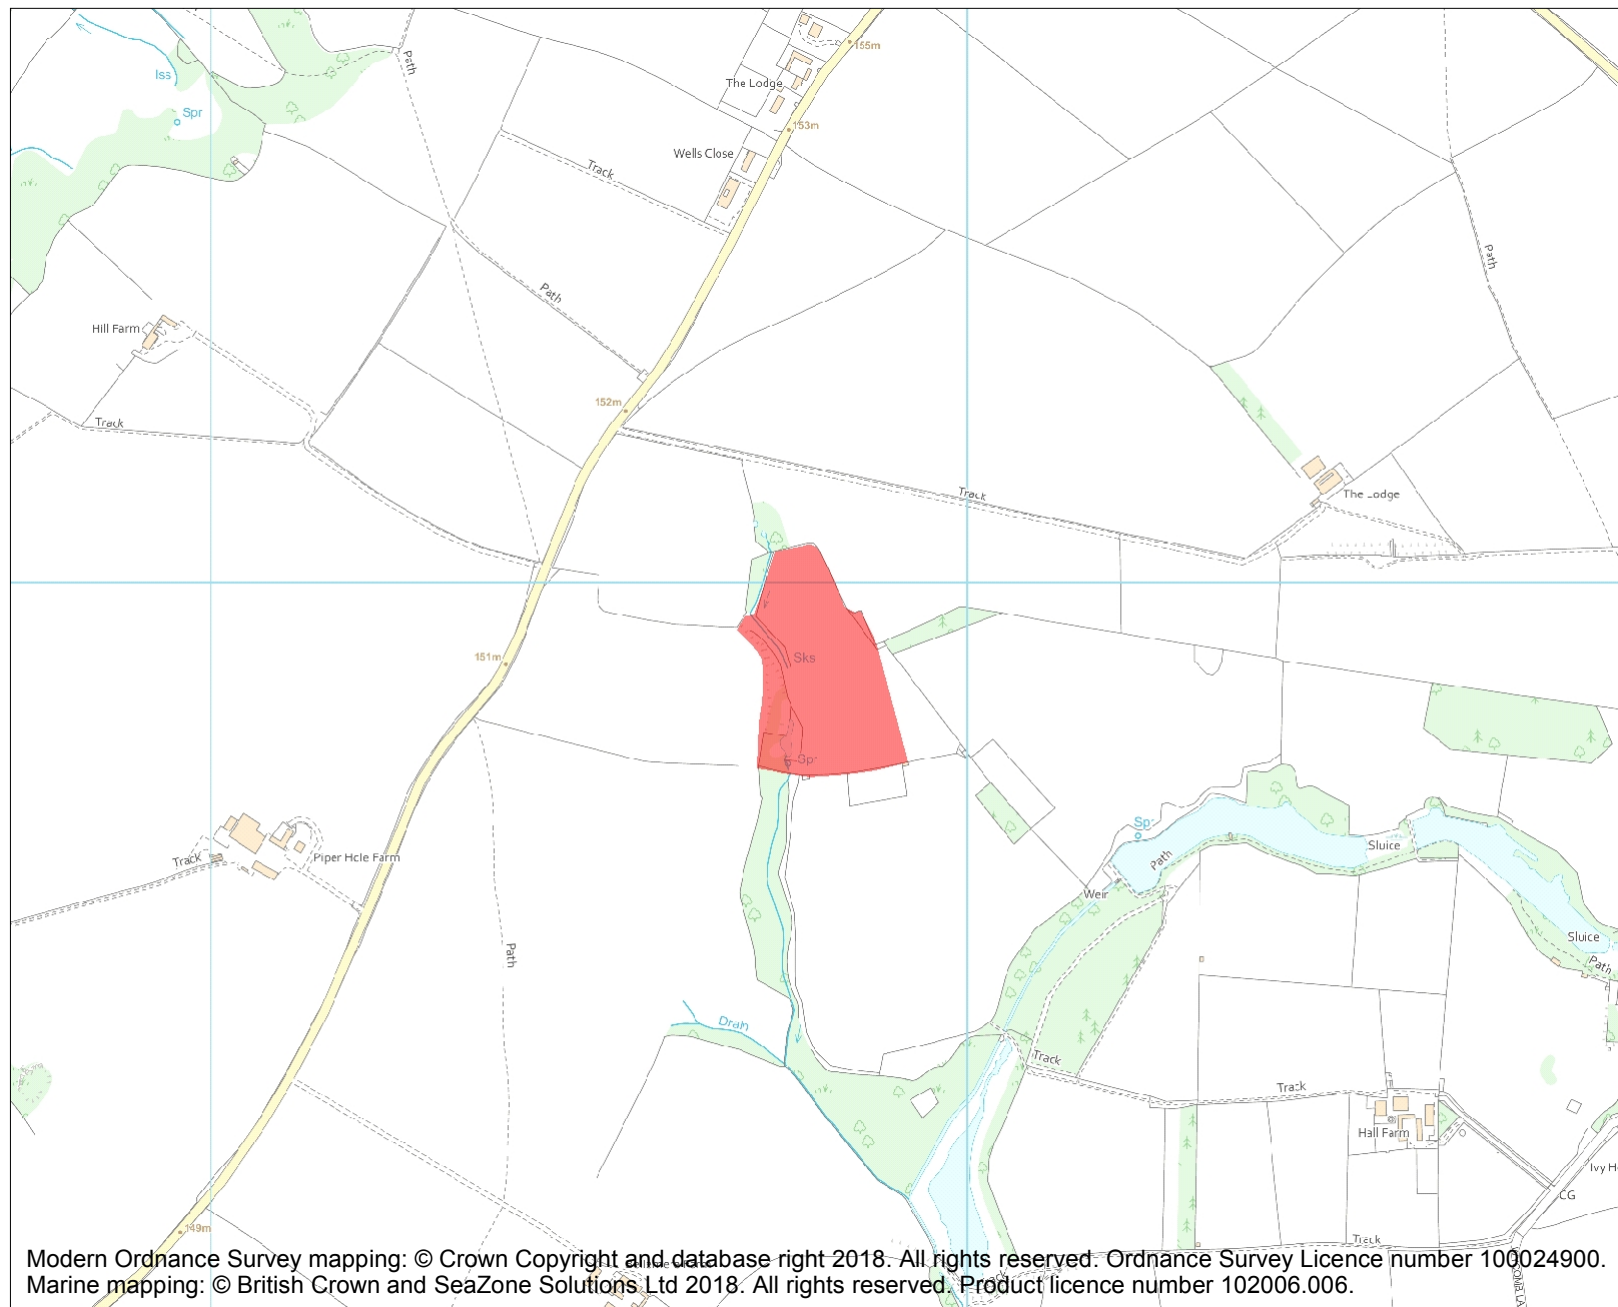 155m
Path
Iss
The Lodge
Spr
153m
Wells Close
Track
Path
Path
Hill Farm
152m
Track
Track
The Lodge
151m
Sks
Spr
Spr
Sluice
Piper Hole Farm
Track
Path
Weir
Sluice
Path
Path
Drain
Track
Track
Hall Farm
CG
149m
Track
Modern Ordnance Survey mapping: © Crown Copyright and database right 2018. All rights reserved. Ordnance Survey Licence number 100024900.
Marine mapping: © British Crown and SeaZone Solutions Ltd 2018. All rights reserved. Product licence number 102006.006.
Track